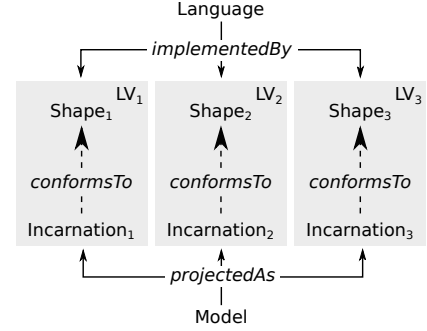 Language
implementedBy
LV₁ LV₂ LV₃
Shape₁ Shape₂ Shape₃
conformsTo conformsTo conformsTo
Incarnation₁ Incarnation₂ Incarnation₃
projectedAs
Model